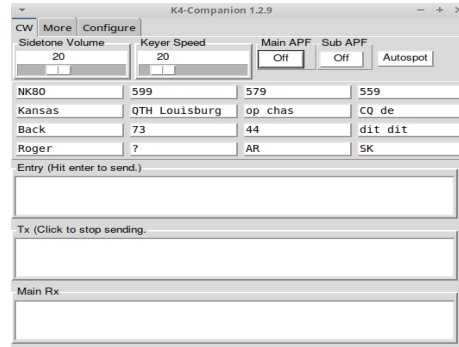 K4-Companion 1.2.9
CW More Configure
Sidetone Volume Keyer Speed Main APF Sub APF
20 20 Off Off Autospot
NK8O 599 579 559
Kansas QTH Louisburg op chas CQ de
Back 73 44 dit dit
Roger ? AR SK
Entry (Hit enter to send.)
Tx (Click to stop sending.
Main Rx